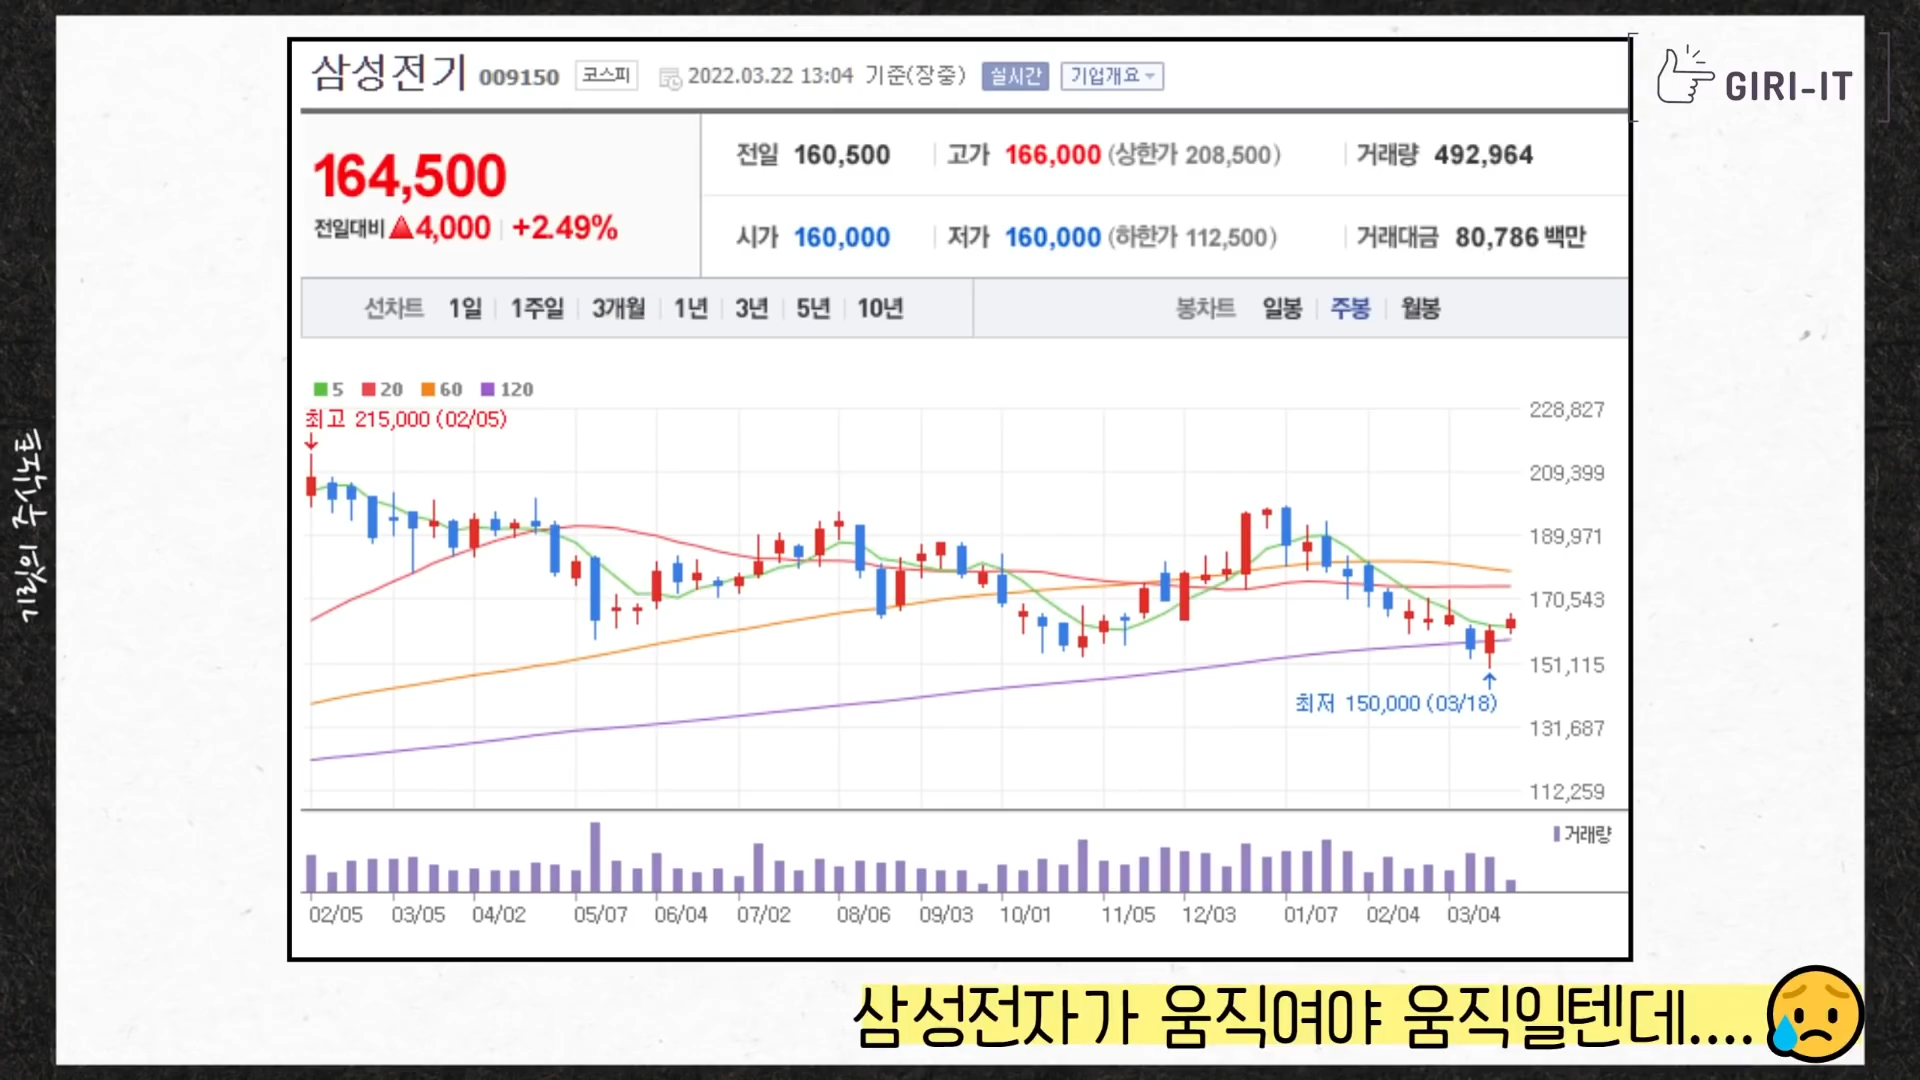 삼성전기 009150 코스피 2022.03.22 13:04 기준(장중) 실시간 기업개요
GIRI-IT
164,500
전일대비 ▲4,000 +2.49%
전일 160,500 고가 166,000 (상한가 208,500) 거래량 492,964
시가 160,000 저가 160,000 (하한가 112,500) 거래대금 80,786 백만
선차트 1일 1주일 3개월 1년 3년 5년 10년 봉차트 일봉 주봉 월봉
5 20 60 120
최고 215,000 (02/05)
228,827
209,399
189,971
170,543
151,115
최저 150,000 (03/18)
131,687
112,259
거래량
02/05 03/05 04/02 05/07 06/04 07/02 08/06 09/03 10/01 11/05 12/03 01/07 02/04 03/04
기릿의 주식노트
삼성전자가 움직여야 움직일텐데....